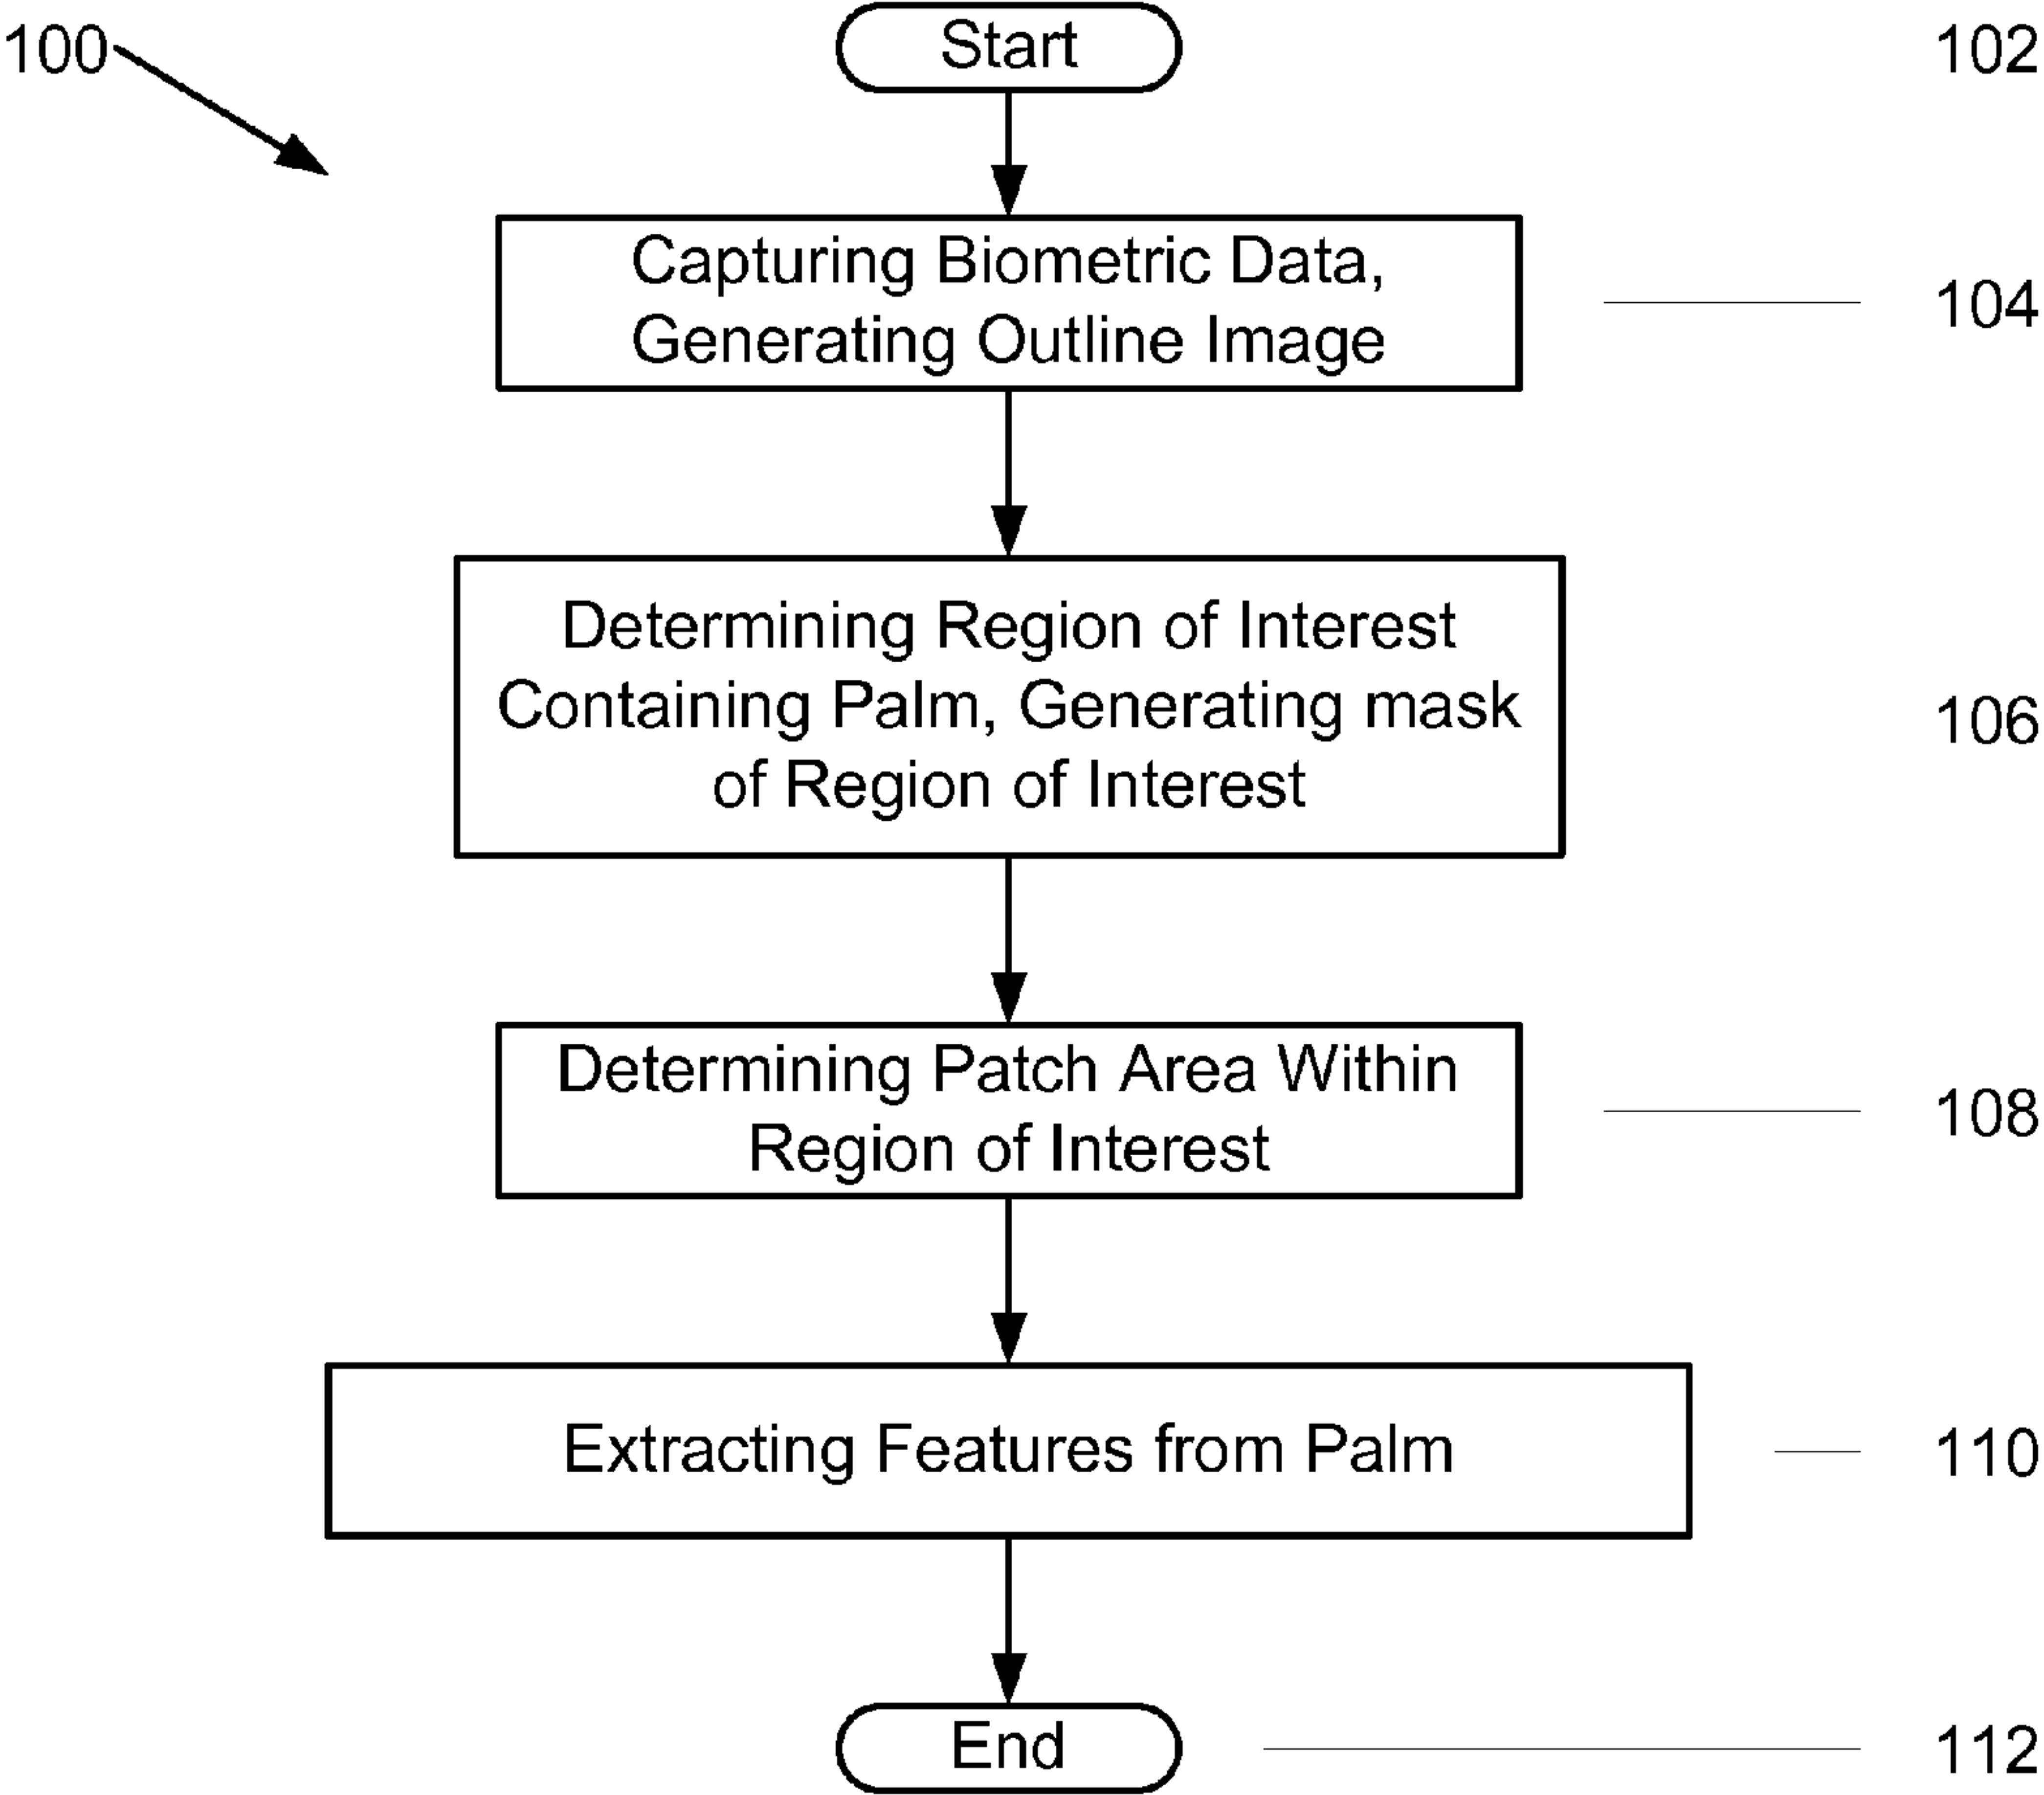 100
Start
102
Capturing Biometric Data,
Generating Outline Image
104
Determining Region of Interest
Containing Palm, Generating mask
of Region of Interest
106
Determining Patch Area Within
Region of Interest
108
Extracting Features from Palm
110
End
112